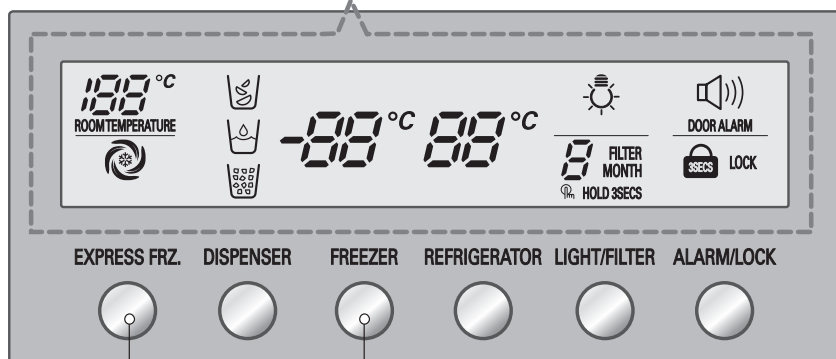 188 °C
ROOM TEMPERATURE
-88 °C 88 °C
8 FILTER
MONTH
HOLD 3SECS
DOOR ALARM
3SECS LOCK
EXPRESS FRZ. DISPENSER FREEZER REFRIGERATOR LIGHT/FILTER ALARM/LOCK